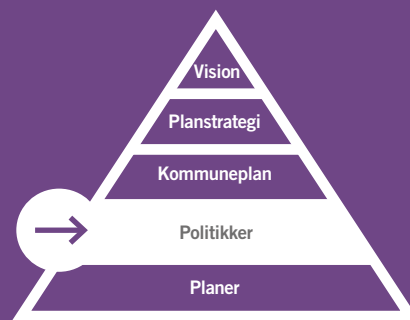 Vision
Planstrategi
Kommuneplan
Politikker
Planer